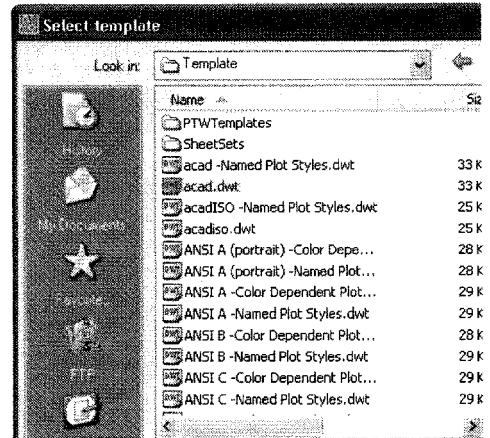 Select template
Look in: Template
Name Siz
PTWTemplates
SheetSets
acad -Named Plot Styles.dwt 33 K
acad.dwt 33 K
acadISO -Named Plot Styles.dwt 25 K
acadiso.dwt 25 K
ANSI A (portrait) -Color Depe... 28 K
ANSI A (portrait) -Named Plot... 28 K
ANSI A -Color Dependent Plot... 29 K
ANSI A -Named Plot Styles.dwt 29 K
ANSI B -Color Dependent Plot... 28 K
ANSI B -Named Plot Styles.dwt 29 K
ANSI C -Color Dependent Plot... 29 K
ANSI C -Named Plot Styles.dwt 29 K
History
My Documents
FTP